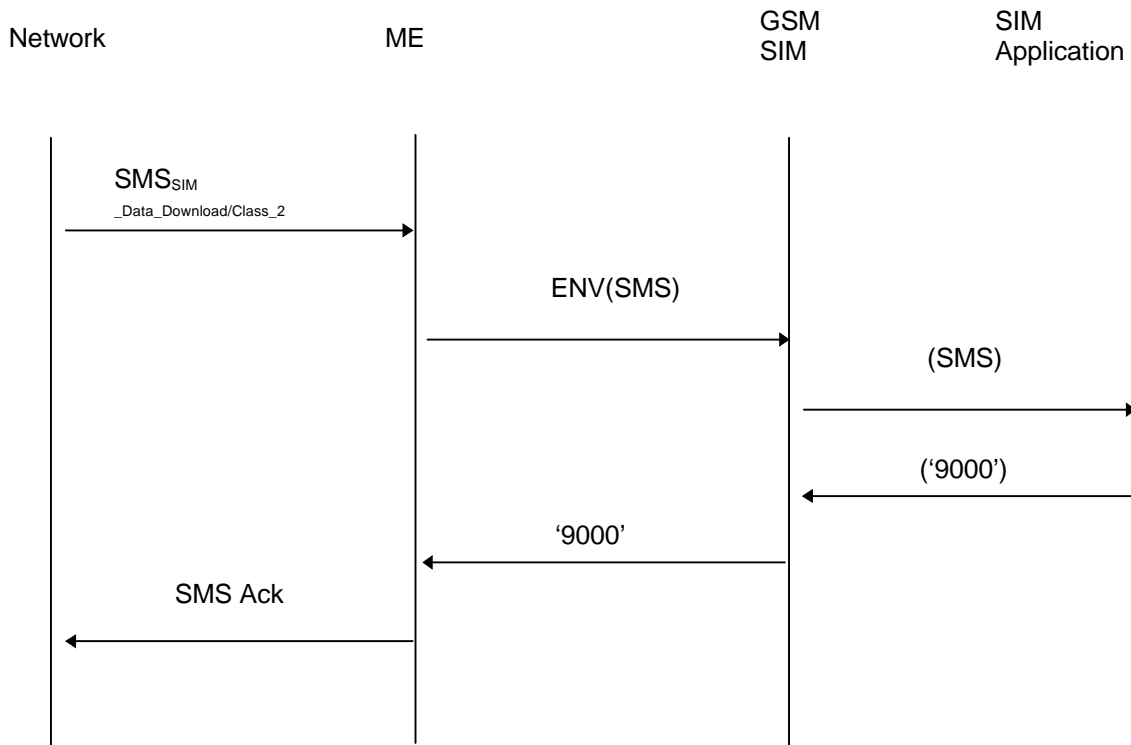 Network
ME
GSM
SIM
SIM
Application
SMSSIM
_Data_Download/Class_2
ENV(SMS)
(SMS)
(‘9000’)
‘9000’
SMS Ack